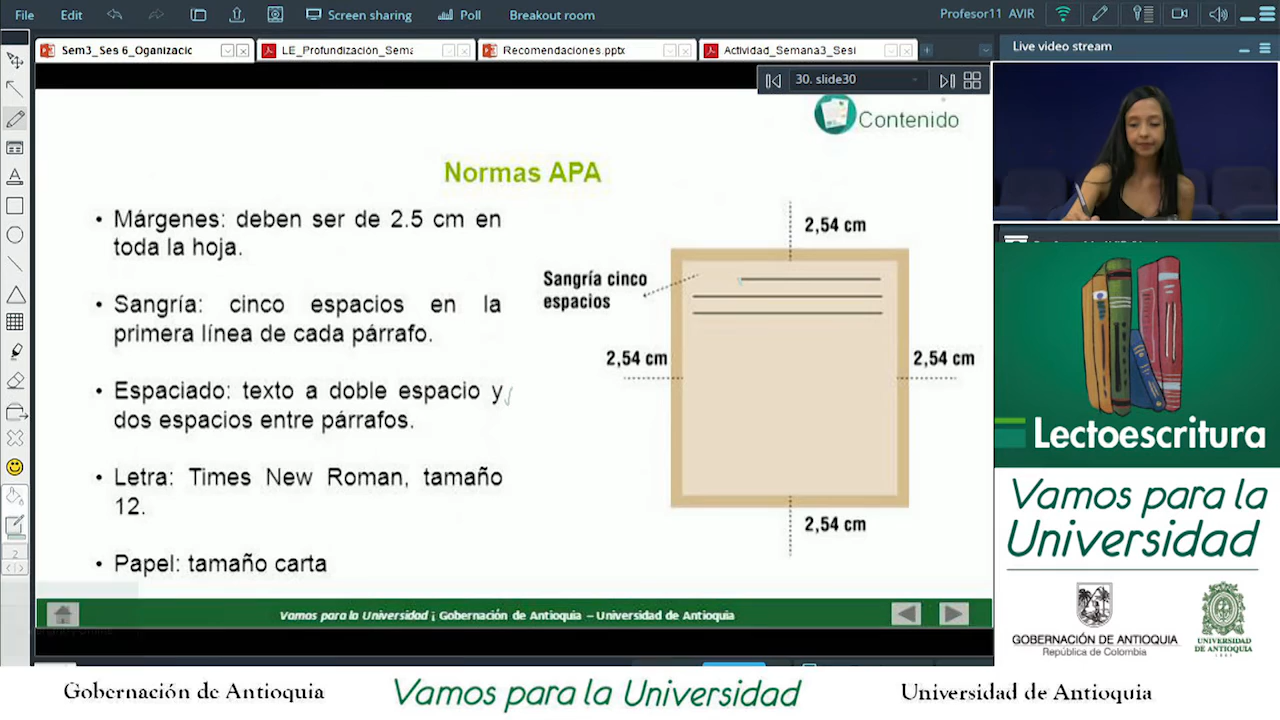 File Edit Screen sharing Poll Breakout room Profesor11 AVIR
Sem3_Ses 6_Oganizacic LE_Profundización_Sema Recomendaciones.pptx Actividad_Semana3_Sesi
Live video stream
30. slide30
Contenido
Normas APA
• Márgenes: deben ser de 2.5 cm en
toda la hoja.
• Sangría: cinco espacios en la
primera línea de cada párrafo.
• Espaciado: texto a doble espacio y
dos espacios entre párrafos.
• Letra: Times New Roman, tamaño
12.
• Papel: tamaño carta
2,54 cm
Sangría cinco
espacios
2,54 cm
2,54 cm
2,54 cm
2
Vamos para la Universidad ¡ Gobernación de Antioquia – Universidad de Antioquia
Lectoescritura
Vamos para la
Universidad
GOBERNACIÓN DE ANTIOQUIA
República de Colombia
UNIVERSIDAD
DE ANTIOQUIA
Gobernación de Antioquia Vamos para la Universidad Universidad de Antioquia